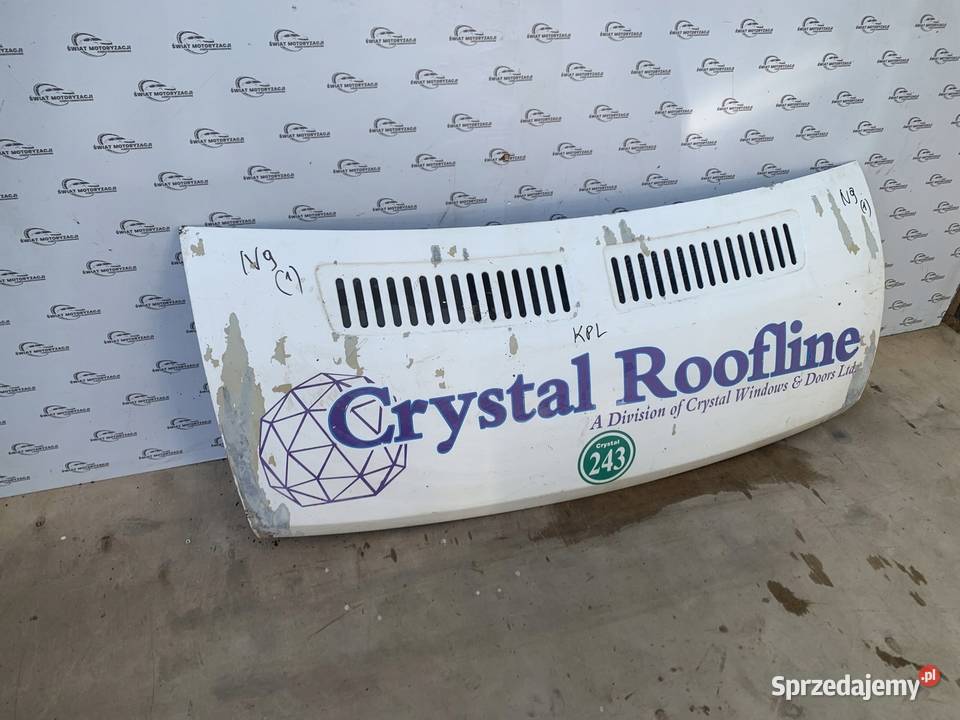 ŚWIAT MOTORYZACJI
N9
(1)
N9
(1)
KPL
Crystal Roofline
A Division of Crystal Windows & Doors Ltd.
Crystal
243
Sprzedajemy.pl